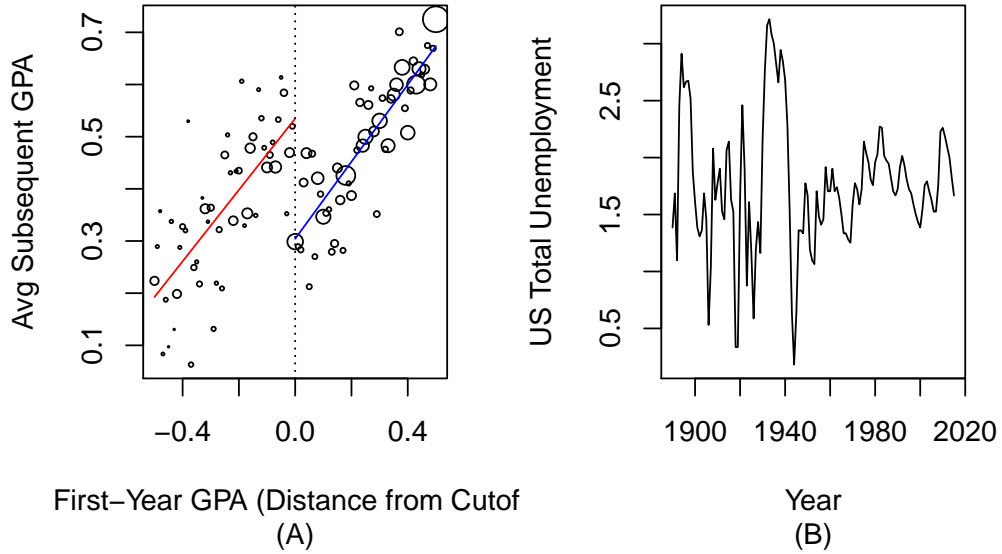 Avg Subsequent GPA
0.7
0.5
0.3
0.1
−0.4 0.0 0.4
First−Year GPA (Distance from Cutof
(A)
US Total Unemployment
2.5
1.5
0.5
1900 1940 1980 2020
Year
(B)